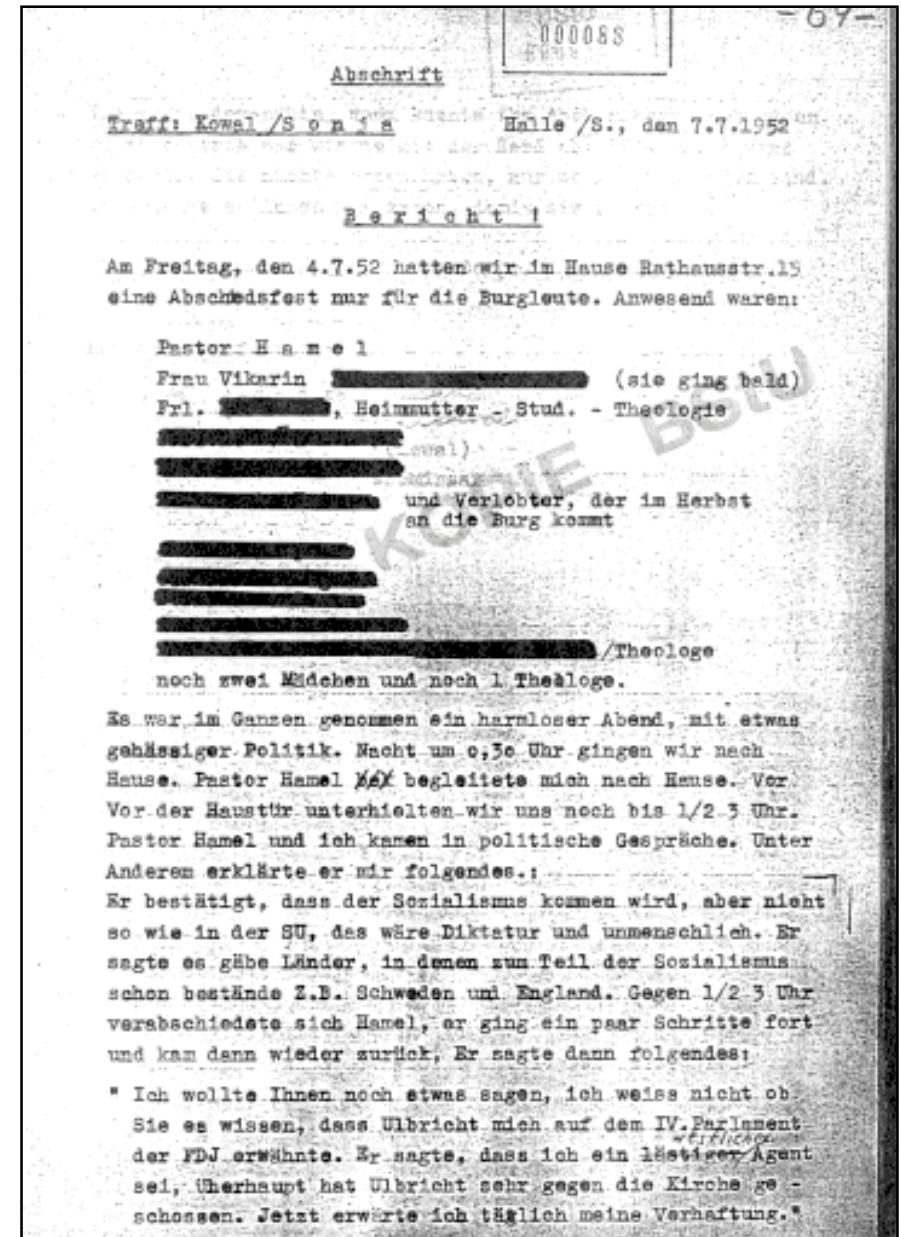 BStU
000088
- 69 -
Abschrift
Treff: Kowal /S o n j a Halle /S., den 7.7.1952
B e r i c h t !
Am Freitag, den 4.7.52 hatten wir im Hause Rathausstr.15
eine Abschiedsfest nur für die Burgleute. Anwesend waren:
Pastor H a m e l
Frau Vikarin (sie ging bald)
Frl. , Heimmutter - Stud. - Theologie
KOPIE BStU
und Verlobter, der im Herbst
an die Burg kommt
/Theologe
noch zwei Mädchen und noch 1 Theologe.
Es war im Ganzen genommen ein harmloser Abend, mit etwas
gehässiger Politik. Nacht um 0,30 Uhr gingen wir nach
Hause. Pastor Hamel begleitete mich nach Hause. Vor
Vor der Haustür unterhielten wir uns noch bis 1/2 3 Uhr.
Pastor Hamel und ich kamen in politische Gespräche. Unter
Anderem erklärte er mir folgendes.:
Er bestätigt, dass der Sozialismus kommen wird, aber nicht
so wie in der SU, das wäre Diktatur und unmenschlich. Er
sagte es gäbe Länder, in denen zum Teil der Sozialismus
schon bestände Z.B. Schweden und England. Gegen 1/2 3 Uhr
verabschiedete sich Hamel, er ging ein paar Schritte fort
und kam dann wieder zurück, Er sagte dann folgendes:
" Ich wollte Ihnen noch etwas sagen, ich weiss nicht ob
Sie es wissen, dass Ulbricht mich auf dem IV.Parlament
westlicher
der FDJ erwähnte. Er sagte, dass ich ein lästiger Agent
sei, Überhaupt hat Ulbricht sehr gegen die Kirche ge -
schossen. Jetzt erwarte ich täglich meine Verhaftung."